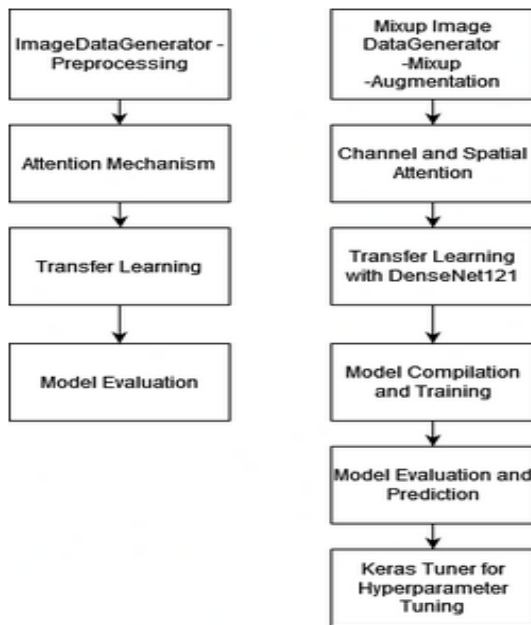 ImageDataGenerator -
Preprocessing
Attention Mechanism
Transfer Learning
Model Evaluation
Mixup Image
DataGenerator
-Mixup
-Augmentation
Channel and Spatial
Attention
Transfer Learning
with DenseNet121
Model Compilation
and Training
Model Evaluation and
Prediction
Keras Tuner for
Hyperparameter
Tuning